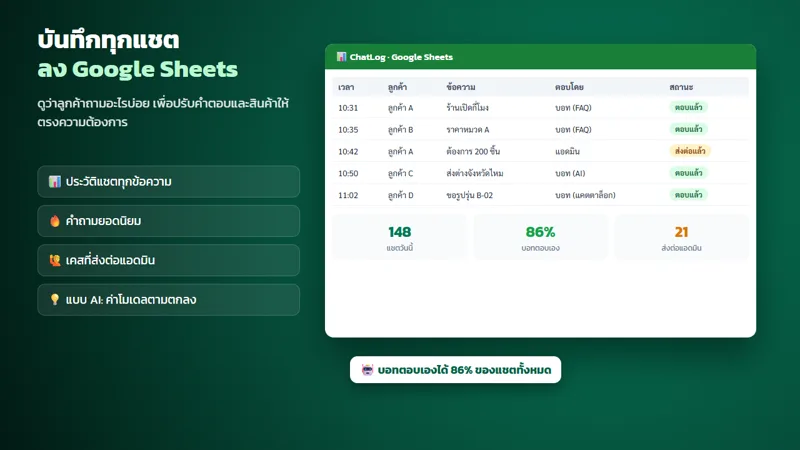 บันทึกทุกแชต
ลง Google Sheets
ดูว่าลูกค้าถามอะไรบ่อย เพื่อปรับคำตอบและสินค้าให้
ตรงความต้องการ
📊 ประวัติแชตทุกข้อความ
🔥 คำถามยอดนิยม
🙋 เคสที่ส่งต่อแอดมิน
💡 แบบ AI: ค่าโมเดลตามตกลง
📊 ChatLog · Google Sheets
เวลา ลูกค้า ข้อความ ตอบโดย สถานะ
10:31 ลูกค้า A ร้านเปิดกี่โมง บอท (FAQ) ตอบแล้ว
10:35 ลูกค้า B ราคาหมวด A บอท (FAQ) ตอบแล้ว
10:42 ลูกค้า A ต้องการ 200 ชิ้น แอดมิน ส่งต่อแล้ว
10:50 ลูกค้า C ส่งต่างจังหวัดไหม บอท (AI) ตอบแล้ว
11:02 ลูกค้า D ขอรูปรุ่น B-02 บอท (แคตตาล็อก) ตอบแล้ว
148 86% 21
แชตวันนี้ บอทตอบเอง ส่งต่อแอดมิน
🤖 บอทตอบเองได้ 86% ของแชตทั้งหมด